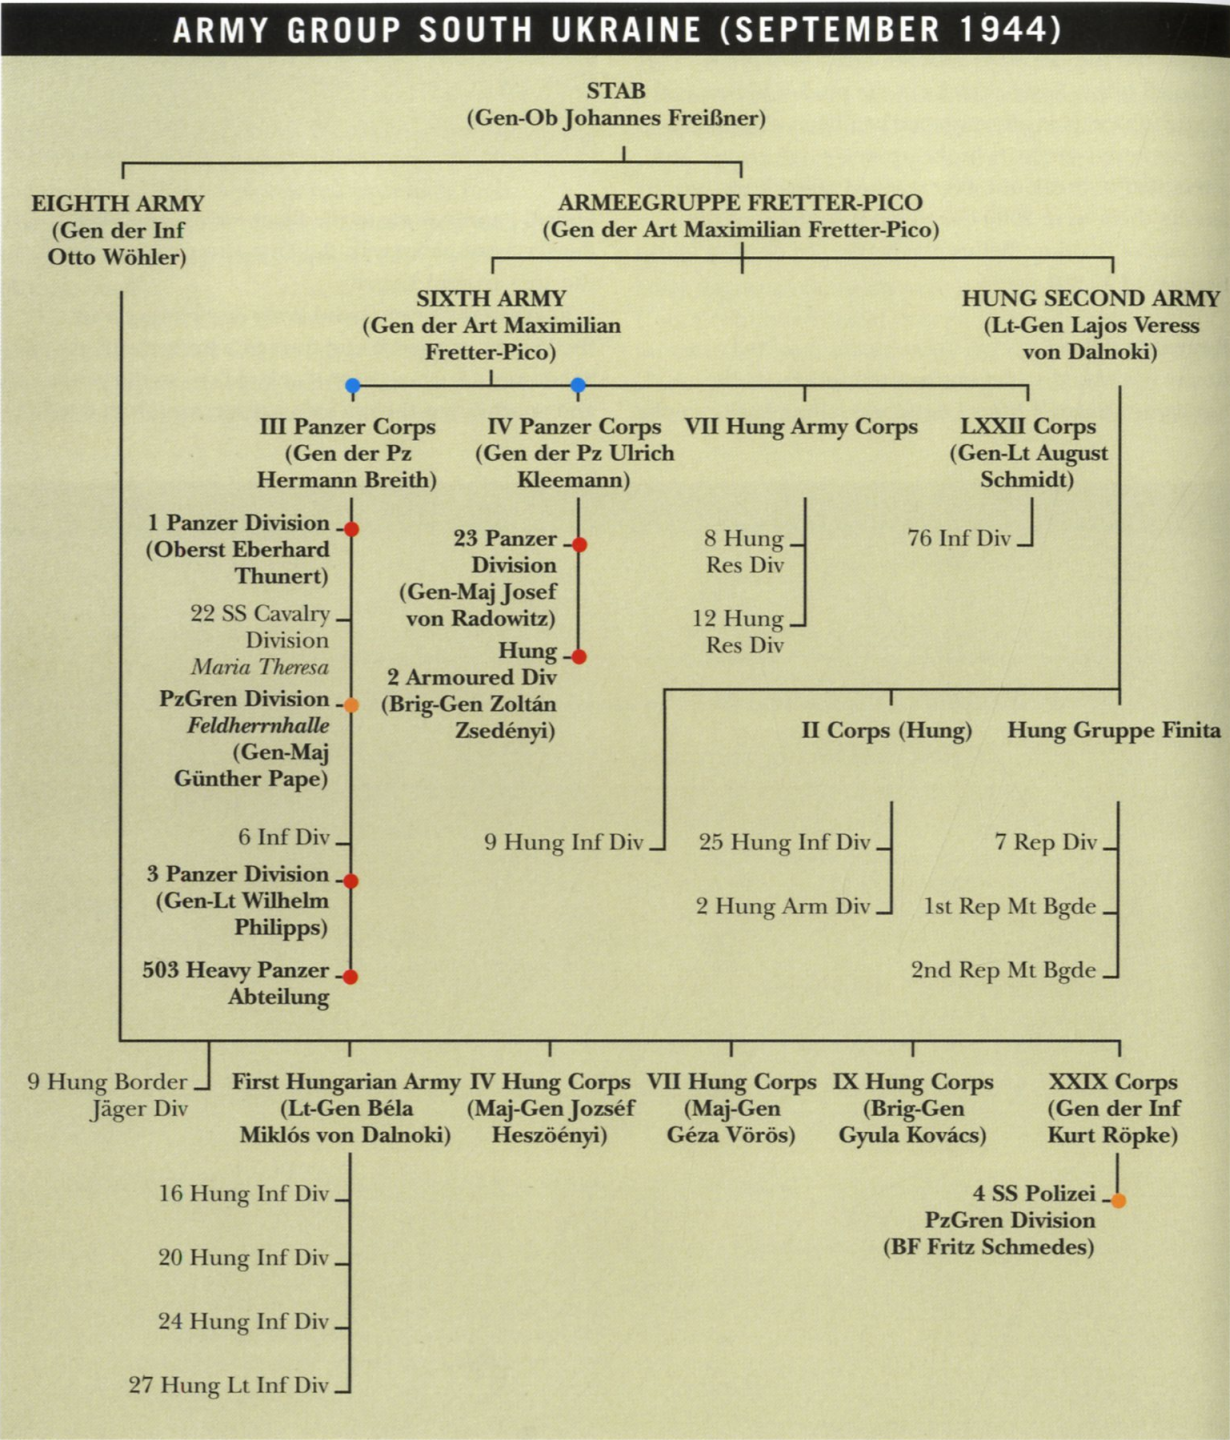 ARMY GROUP SOUTH UKRAINE (SEPTEMBER 1944)
STAB
(Gen-Ob Johannes Freißner)
EIGHTH ARMY
(Gen der Inf
Otto Wöhler)
ARMEEGRUPPE FRETTER-PICO
(Gen der Art Maximilian Fretter-Pico)
SIXTH ARMY
(Gen der Art Maximilian
Fretter-Pico)
HUNG SECOND ARMY
(Lt-Gen Lajos Veress
von Dalnoki)
III Panzer Corps
(Gen der Pz
Hermann Breith)
IV Panzer Corps
(Gen der Pz Ulrich
Kleemann)
VII Hung Army Corps
LXXII Corps
(Gen-Lt August
Schmidt)
1 Panzer Division
(Oberst Eberhard
Thunert)
22 SS Cavalry
Division
Maria Theresa
PzGren Division
Feldherrnhalle
(Gen-Maj
Günther Pape)
6 Inf Div
3 Panzer Division
(Gen-Lt Wilhelm
Philipps)
503 Heavy Panzer
Abteilung
23 Panzer
Division
(Gen-Maj Josef
von Radowitz)
Hung
2 Armoured Div
(Brig-Gen Zoltán
Zsedényi)
8 Hung
Res Div
12 Hung
Res Div
76 Inf Div
II Corps (Hung)
Hung Gruppe Finita
9 Hung Inf Div
25 Hung Inf Div
2 Hung Arm Div
7 Rep Div
1st Rep Mt Bgde
2nd Rep Mt Bgde
9 Hung Border
Jäger Div
First Hungarian Army
(Lt-Gen Béla
Miklós von Dalnoki)
IV Hung Corps
(Maj-Gen Jozséf
Heszöényi)
VII Hung Corps
(Maj-Gen
Géza Vörös)
IX Hung Corps
(Brig-Gen
Gyula Kovács)
XXIX Corps
(Gen der Inf
Kurt Röpke)
16 Hung Inf Div
20 Hung Inf Div
24 Hung Inf Div
27 Hung Lt Inf Div
4 SS Polizei
PzGren Division
(BF Fritz Schmedes)